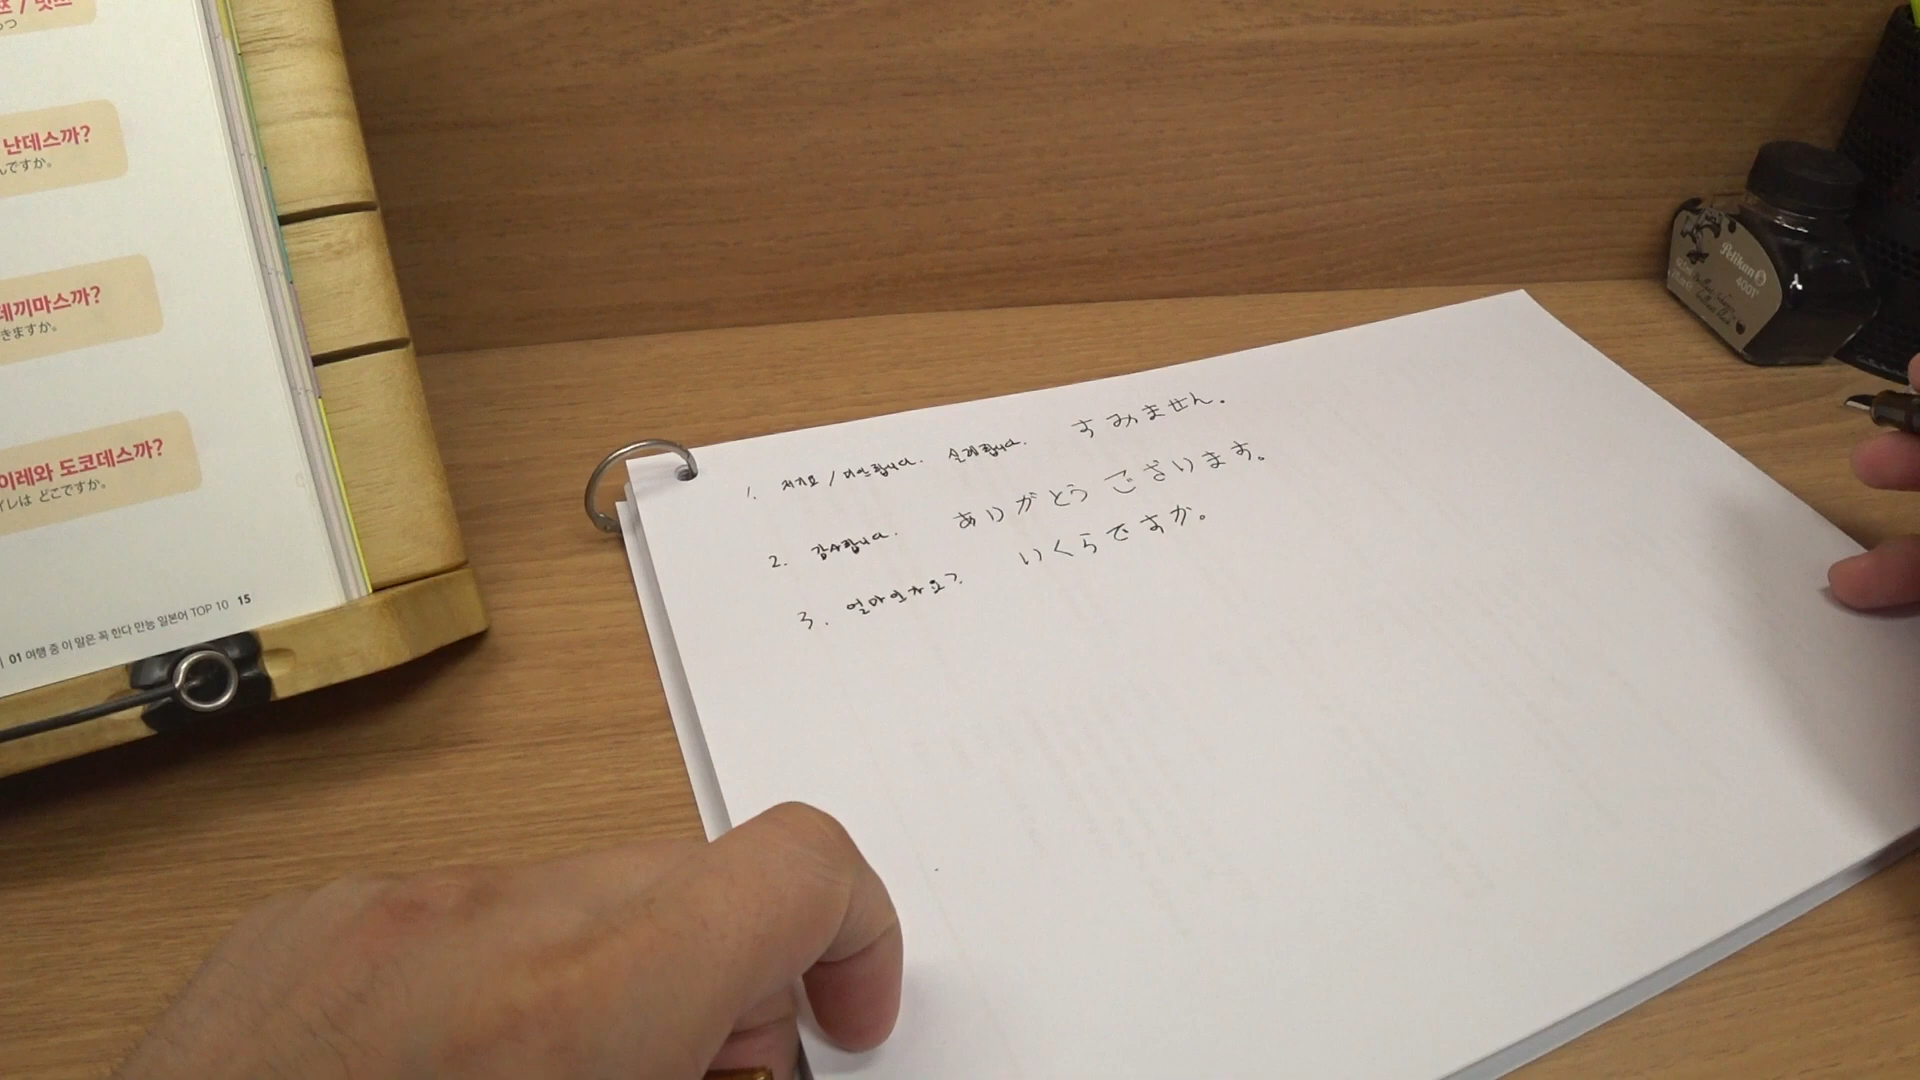 난데스까?
んですか。
데끼마스까?
きますか。
이레와 도코데스까?
イレは どこですか。
01 여행 중 이 말은 꼭 한다 만능 일본어 TOP 10 15
1. 저기요 / 미안합니다. 실례합니다. すみません.
2. 감사합니다. ありがとう ございます。
3. 얼마인가요? いくらですか。
Pelikan
4001